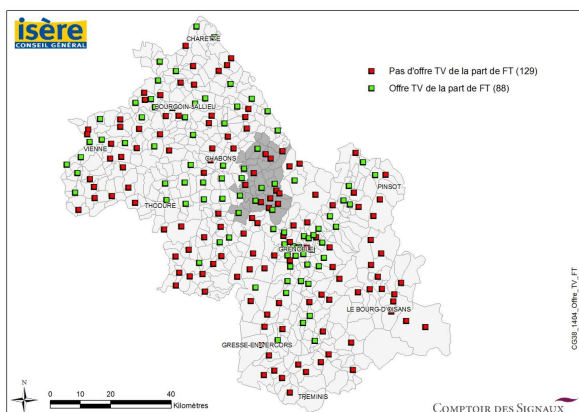 isère
CONSEIL GÉNÉRAL
CHARETTE
Pas d'offre TV de la part de FT (129)
Offre TV de la part de FT (88)
BOURGOIN-JALLIEU
VIENNE
CHABONS
PINSOT
THODURE
GRENOBLE
LE BOURG-D'OISANS
GRESSE-EN-VERCORS
TREMINIS
CG38_1404_Offre_TV_FT
N
0 10 20 40
Kilomètres
COMPTOIR DES SIGNAUX